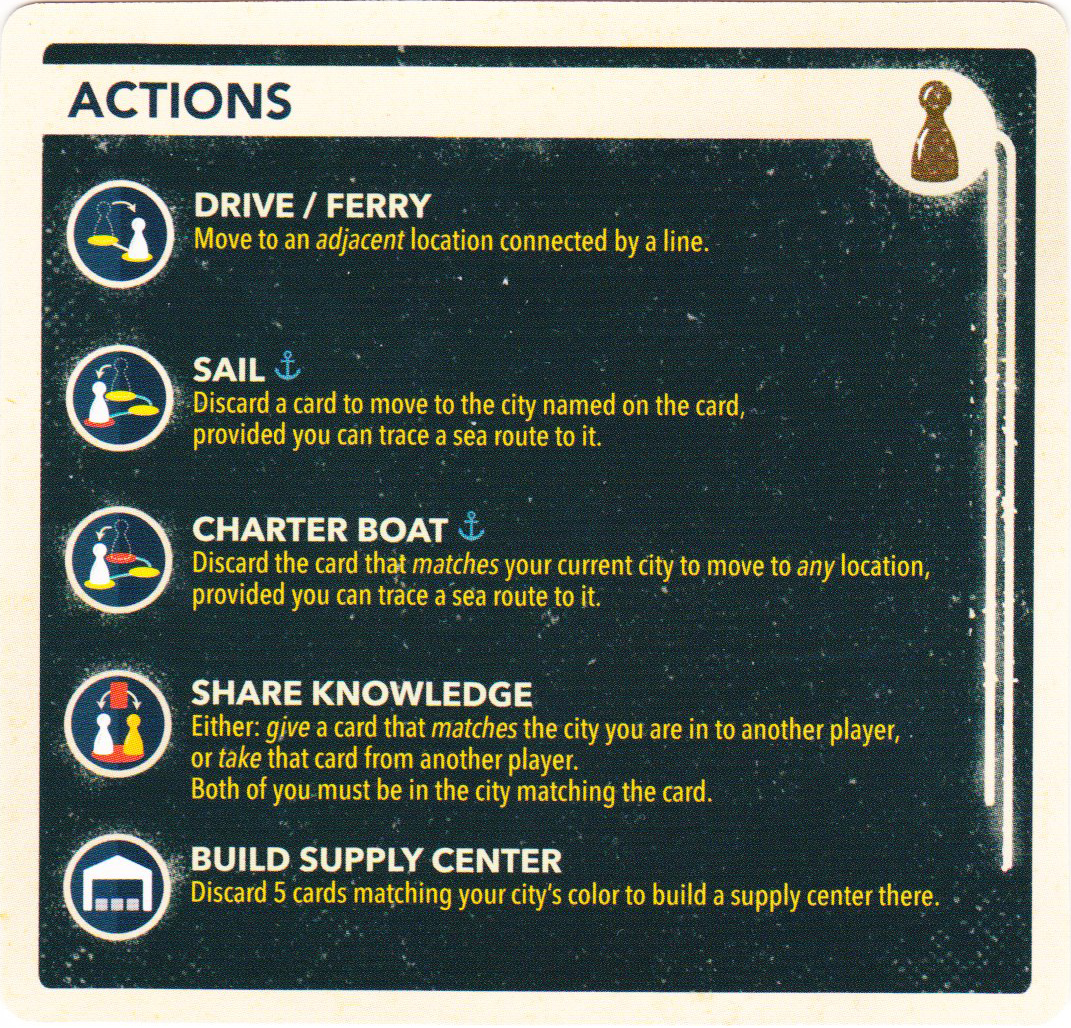 ACTIONS
DRIVE / FERRY
Move to an adjacent location connected by a line.
SAIL
Discard a card to move to the city named on the card,
provided you can trace a sea route to it.
CHARTER BOAT
Discard the card that matches your current city to move to any location,
provided you can trace a sea route to it.
SHARE KNOWLEDGE
Either: give a card that matches the city you are in to another player,
or take that card from another player.
Both of you must be in the city matching the card.
BUILD SUPPLY CENTER
Discard 5 cards matching your city's color to build a supply center there.